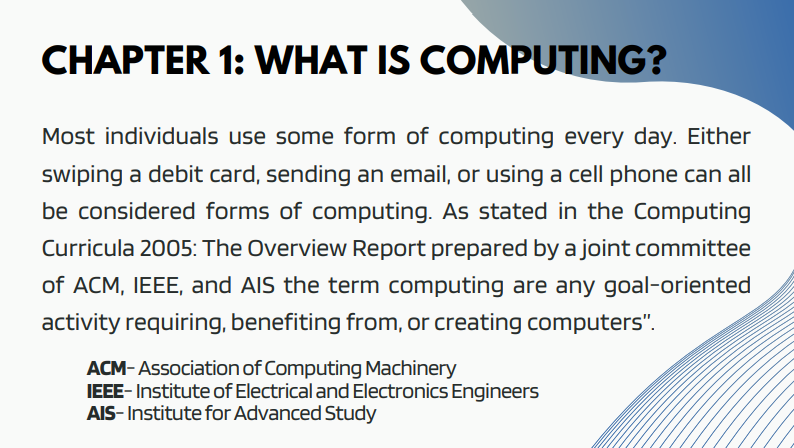 CHAPTER 1: WHAT IS COMPUTING?
Most individuals use some form of computing every day. Either
swiping a debit card, sending an email, or using a cell phone can all
be considered forms of computing. As stated in the Computing
Curricula 2005: The Overview Report prepared by a joint committee
of ACM, IEEE, and AIS the term computing are any goal-oriented
activity requiring, benefiting from, or creating computers”.
ACM- Association of Computing Machinery
IEEE- Institute of Electrical and Electronics Engineers
AIS- Institute for Advanced Study